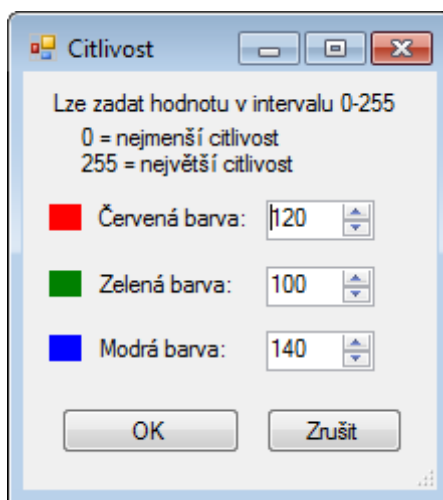 Citlivost
Lze zadat hodnotu v intervalu 0-255
0 = nejmenší citlivost
255 = největší citlivost
Červená barva: 120
Zelená barva: 100
Modrá barva: 140
OK Zrušit